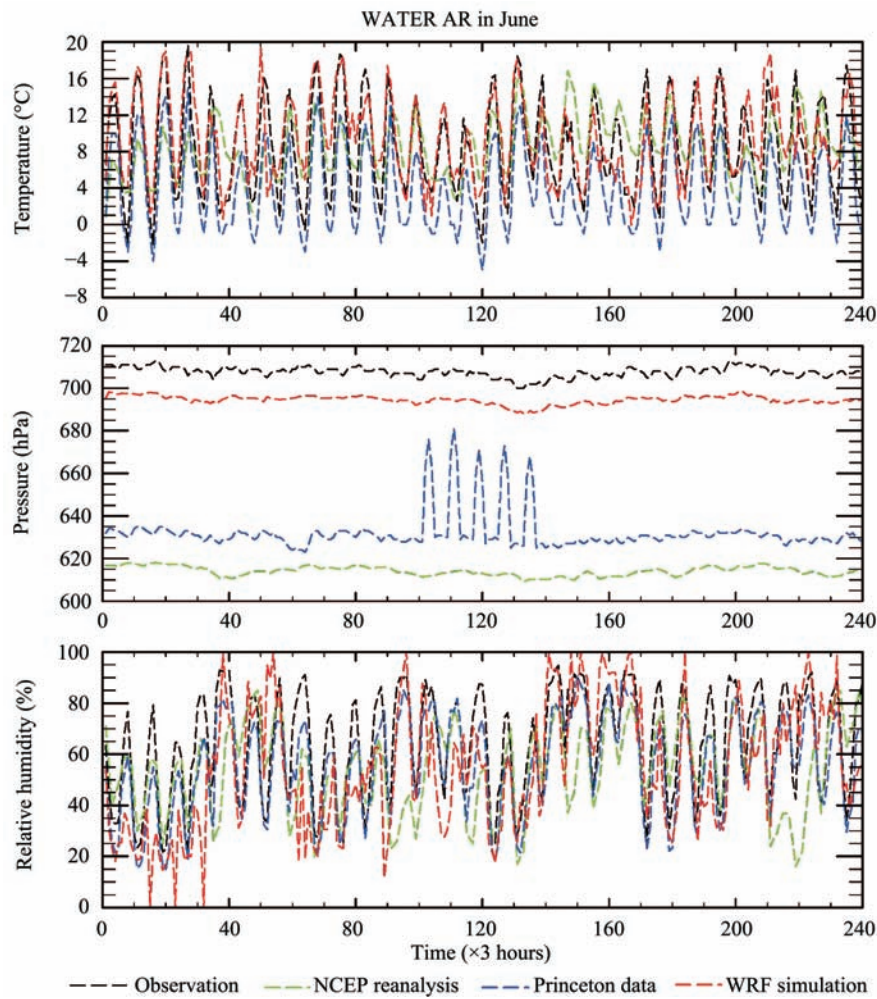 WATER AR in June
Temperature (°C)
20
16
12
8
4
0
−4
−8
0 40 80 120 160 200 240
Pressure (hPa)
720
700
680
660
640
620
600
0 40 80 120 160 200 240
Relative humidity (%)
100
80
60
40
20
0
0 40 80 120 160 200 240
Time (×3 hours)
Observation NCEP reanalysis Princeton data WRF simulation